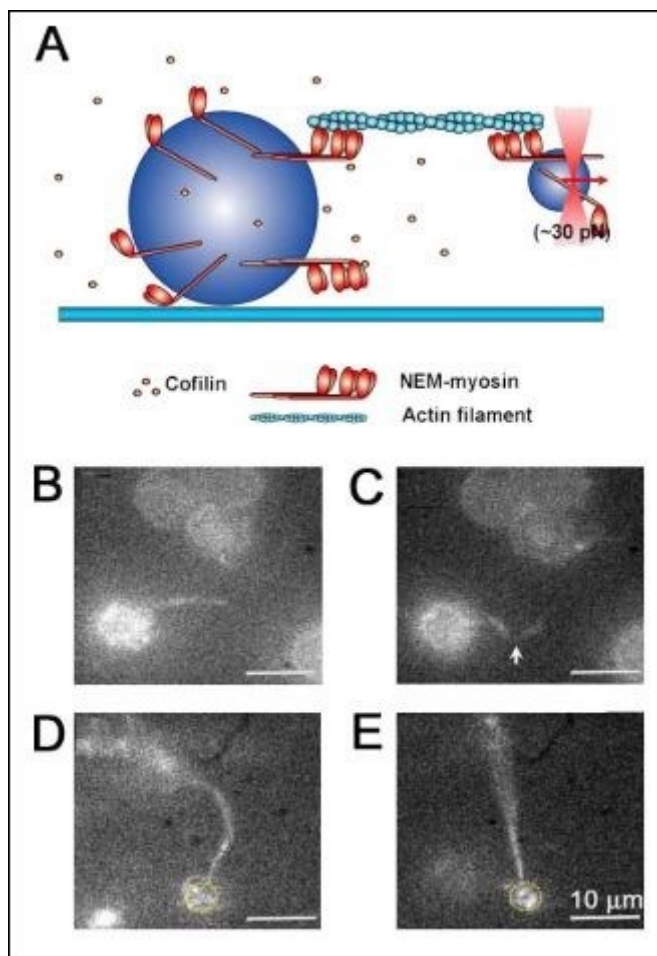 A
(~30 pN)
Cofilin
NEM-myosin
Actin filament
B
C
D
E
10 μm